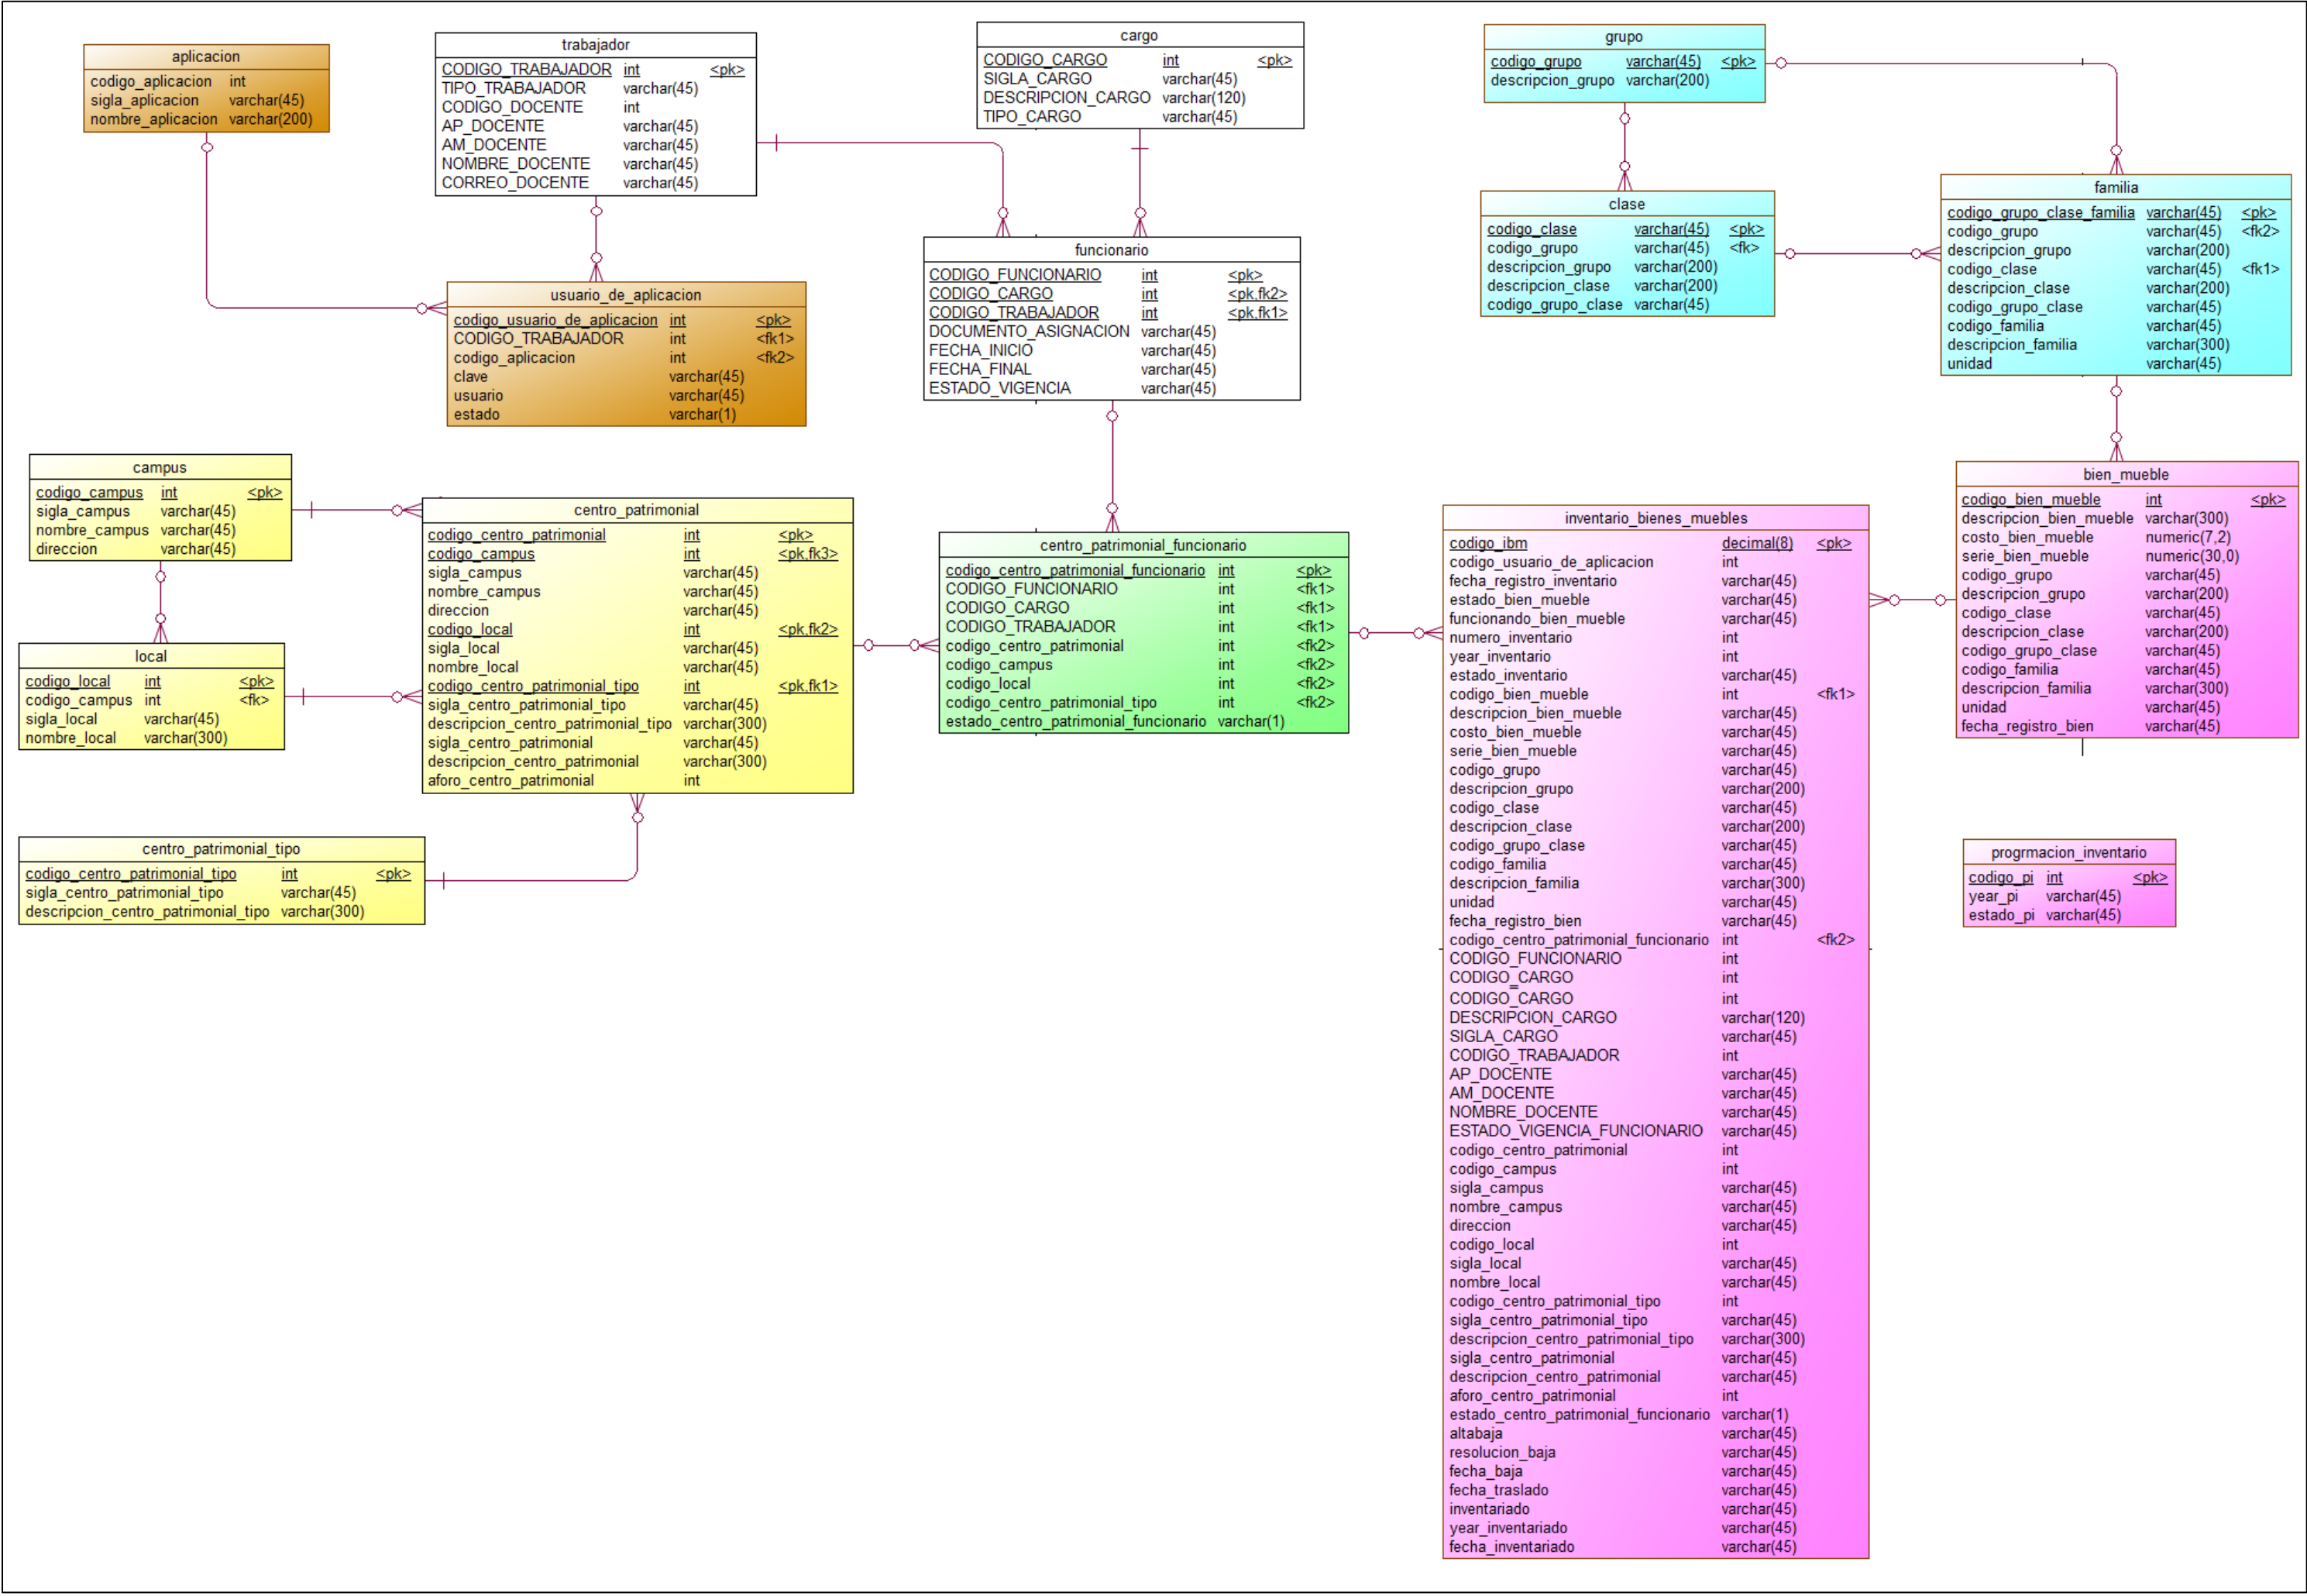 aplicacion
codigo_aplicacion int
sigla_aplicacion varchar(45)
nombre_aplicacion varchar(200)
trabajador
CODIGO_TRABAJADOR int <pk>
TIPO_TRABAJADOR varchar(45)
CODIGO_DOCENTE int
AP_DOCENTE varchar(45)
AM_DOCENTE varchar(45)
NOMBRE_DOCENTE varchar(45)
CORREO_DOCENTE varchar(45)
cargo
CODIGO_CARGO int <pk>
SIGLA_CARGO varchar(45)
DESCRIPCION_CARGO varchar(120)
TIPO_CARGO varchar(45)
grupo
codigo_grupo varchar(45) <pk>
descripcion_grupo varchar(200)
clase
codigo_clase varchar(45) <pk>
codigo_grupo varchar(45) <fk>
descripcion_grupo varchar(200)
descripcion_clase varchar(200)
codigo_grupo_clase varchar(45)
familia
codigo_grupo_clase_familia varchar(45) <pk>
codigo_grupo varchar(45) <fk2>
descripcion_grupo varchar(200)
codigo_clase varchar(45) <fk1>
descripcion_clase varchar(200)
codigo_grupo_clase varchar(45)
codigo_familia varchar(45)
descripcion_familia varchar(300)
unidad varchar(45)
funcionario
CODIGO_FUNCIONARIO int <pk>
CODIGO_CARGO int <pk,fk2>
CODIGO_TRABAJADOR int <pk,fk1>
DOCUMENTO_ASIGNACION varchar(45)
FECHA_INICIO varchar(45)
FECHA_FINAL varchar(45)
ESTADO_VIGENCIA varchar(45)
usuario_de_aplicacion
codigo_usuario_de_aplicacion int <pk>
CODIGO_TRABAJADOR int <fk1>
codigo_aplicacion int <fk2>
clave varchar(45)
usuario varchar(45)
estado varchar(1)
campus
codigo_campus int <pk>
sigla_campus varchar(45)
nombre_campus varchar(45)
direccion varchar(45)
local
codigo_local int <pk>
codigo_campus int <fk>
sigla_local varchar(45)
nombre_local varchar(300)
centro_patrimonial_tipo
codigo_centro_patrimonial_tipo int <pk>
sigla_centro_patrimonial_tipo varchar(45)
descripcion_centro_patrimonial_tipo varchar(300)
centro_patrimonial
codigo_centro_patrimonial int <pk>
codigo_campus int <pk,fk3>
sigla_campus varchar(45)
nombre_campus varchar(45)
direccion varchar(45)
codigo_local int <pk,fk2>
sigla_local varchar(45)
nombre_local varchar(45)
codigo_centro_patrimonial_tipo int <pk,fk1>
sigla_centro_patrimonial_tipo varchar(45)
descripcion_centro_patrimonial_tipo varchar(300)
sigla_centro_patrimonial varchar(45)
descripcion_centro_patrimonial varchar(300)
aforo_centro_patrimonial int
centro_patrimonial_funcionario
codigo_centro_patrimonial_funcionario int <pk>
CODIGO_FUNCIONARIO int <fk1>
CODIGO_CARGO int <fk1>
CODIGO_TRABAJADOR int <fk1>
codigo_centro_patrimonial int <fk2>
codigo_campus int <fk2>
codigo_local int <fk2>
codigo_centro_patrimonial_tipo int <fk2>
estado_centro_patrimonial_funcionario varchar(1)
inventario_bienes_muebles
codigo_ibm decimal(8) <pk>
codigo_usuario_de_aplicacion int
fecha_registro_inventario varchar(45)
estado_bien_mueble varchar(45)
funcionando_bien_mueble varchar(45)
numero_inventario int
year_inventario int
estado_inventario varchar(45)
codigo_bien_mueble int <fk1>
descripcion_bien_mueble varchar(45)
costo_bien_mueble varchar(45)
serie_bien_mueble varchar(45)
codigo_grupo varchar(45)
descripcion_grupo varchar(200)
codigo_clase varchar(45)
descripcion_clase varchar(200)
codigo_grupo_clase varchar(45)
codigo_familia varchar(45)
descripcion_familia varchar(300)
unidad varchar(45)
fecha_registro_bien varchar(45)
codigo_centro_patrimonial_funcionario int <fk2>
CODIGO_FUNCIONARIO int
CODIGO_CARGO int
CODIGO_CARGO int
DESCRIPCION_CARGO varchar(120)
SIGLA_CARGO varchar(45)
CODIGO_TRABAJADOR int
AP_DOCENTE varchar(45)
AM_DOCENTE varchar(45)
NOMBRE_DOCENTE varchar(45)
ESTADO_VIGENCIA_FUNCIONARIO varchar(45)
codigo_centro_patrimonial int
codigo_campus int
sigla_campus varchar(45)
nombre_campus varchar(45)
direccion varchar(45)
codigo_local int
sigla_local varchar(45)
nombre_local varchar(45)
codigo_centro_patrimonial_tipo int
sigla_centro_patrimonial_tipo varchar(45)
descripcion_centro_patrimonial_tipo varchar(300)
sigla_centro_patrimonial varchar(45)
descripcion_centro_patrimonial varchar(45)
aforo_centro_patrimonial int
estado_centro_patrimonial_funcionario varchar(1)
altabaja varchar(45)
resolucion_baja varchar(45)
fecha_baja varchar(45)
fecha_traslado varchar(45)
inventariado varchar(45)
year_inventariado varchar(45)
fecha_inventariado varchar(45)
bien_mueble
codigo_bien_mueble int <pk>
descripcion_bien_mueble varchar(300)
costo_bien_mueble numeric(7,2)
serie_bien_mueble numeric(30,0)
codigo_grupo varchar(45)
descripcion_grupo varchar(200)
codigo_clase varchar(45)
descripcion_clase varchar(200)
codigo_grupo_clase varchar(45)
codigo_familia varchar(45)
descripcion_familia varchar(300)
unidad varchar(45)
fecha_registro_bien varchar(45)
progrmacion_inventario
codigo_pi int <pk>
year_pi varchar(45)
estado_pi varchar(45)